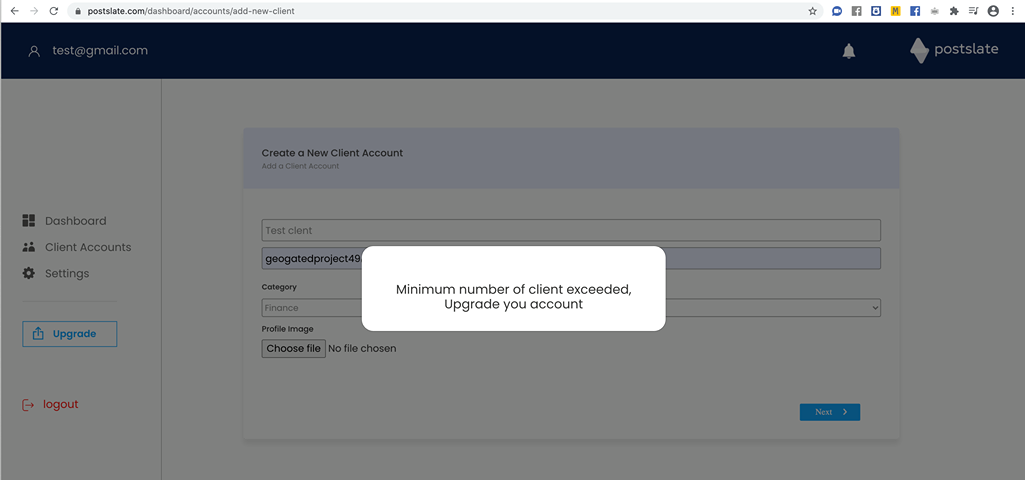 postslate.com/dashboard/accounts/add-new-client
test@gmail.com
postslate
Create a New Client Account
Add a Client Account
Dashboard
Client Accounts
Settings
Upgrade
logout
Test clent
geogatedproject49
Minimum number of client exceeded,
Upgrade you account
Category
Finance
Profile Image
Choose file No file chosen
Next